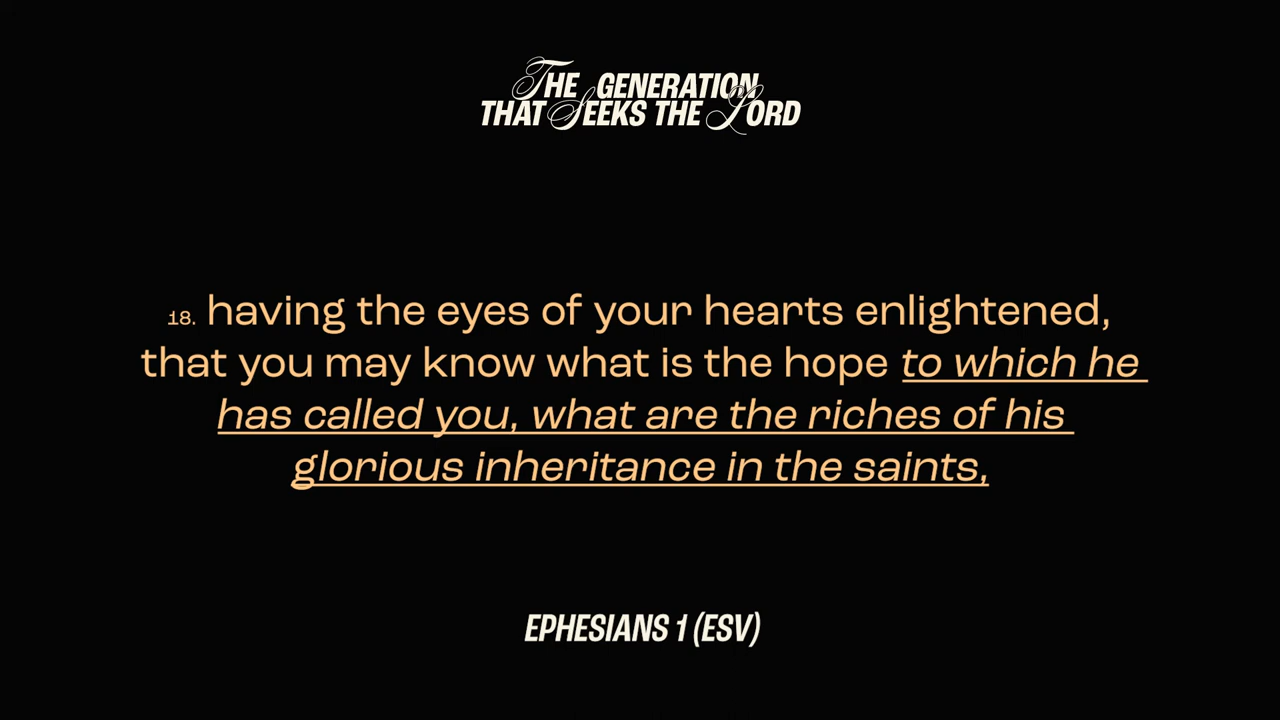 THE GENERATION
THAT SEEKS THE LORD
18. having the eyes of your hearts enlightened,
that you may know what is the hope to which he
has called you, what are the riches of his
glorious inheritance in the saints,
EPHESIANS 1 (ESV)